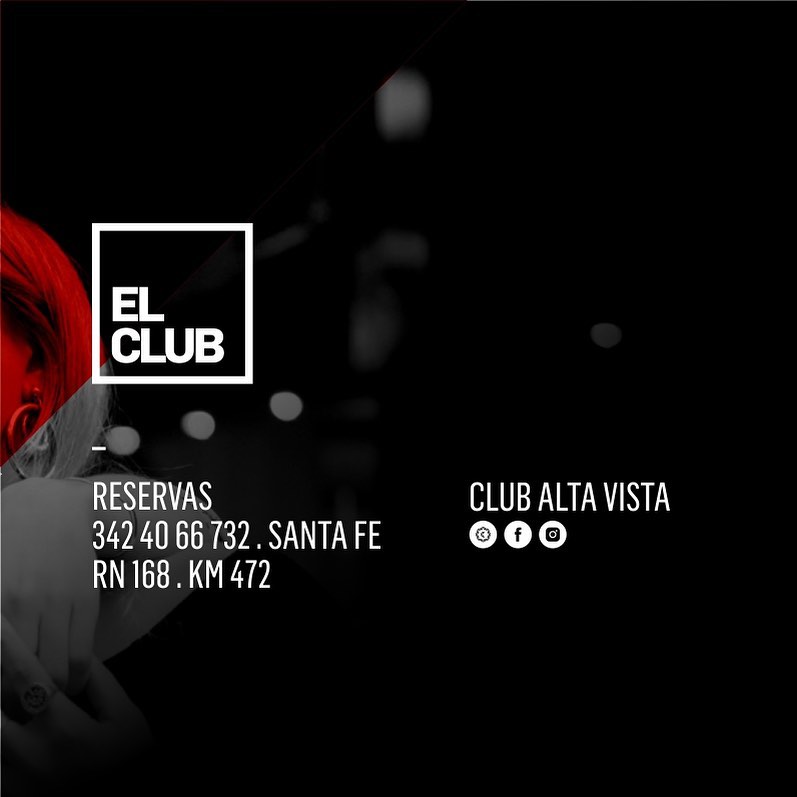 EL
CLUB
RESERVAS
342 40 66 732 . SANTA FE
RN 168 . KM 472
CLUB ALTA VISTA